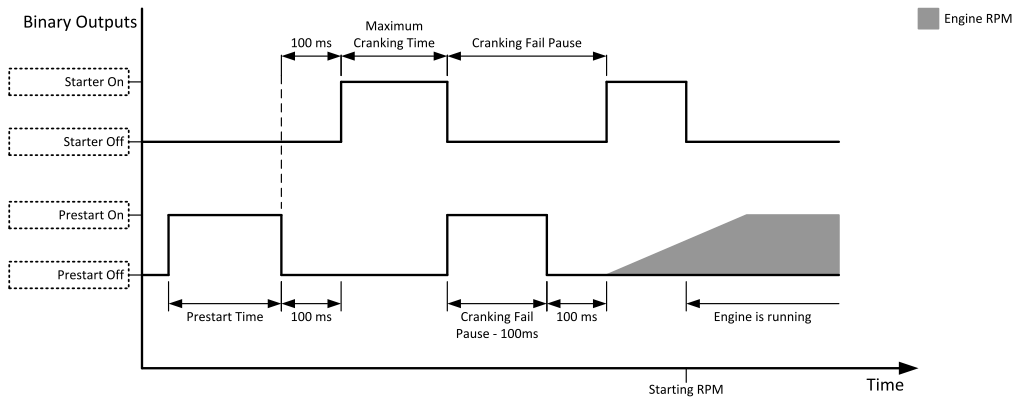 Binary Outputs
Engine RPM
Maximum
Cranking Time
100 ms
Cranking Fail Pause
Starter On
Starter Off
Prestart On
Prestart Off
Prestart Time
100 ms
Cranking Fail
Pause - 100ms
100 ms
Engine is running
Starting RPM
Time